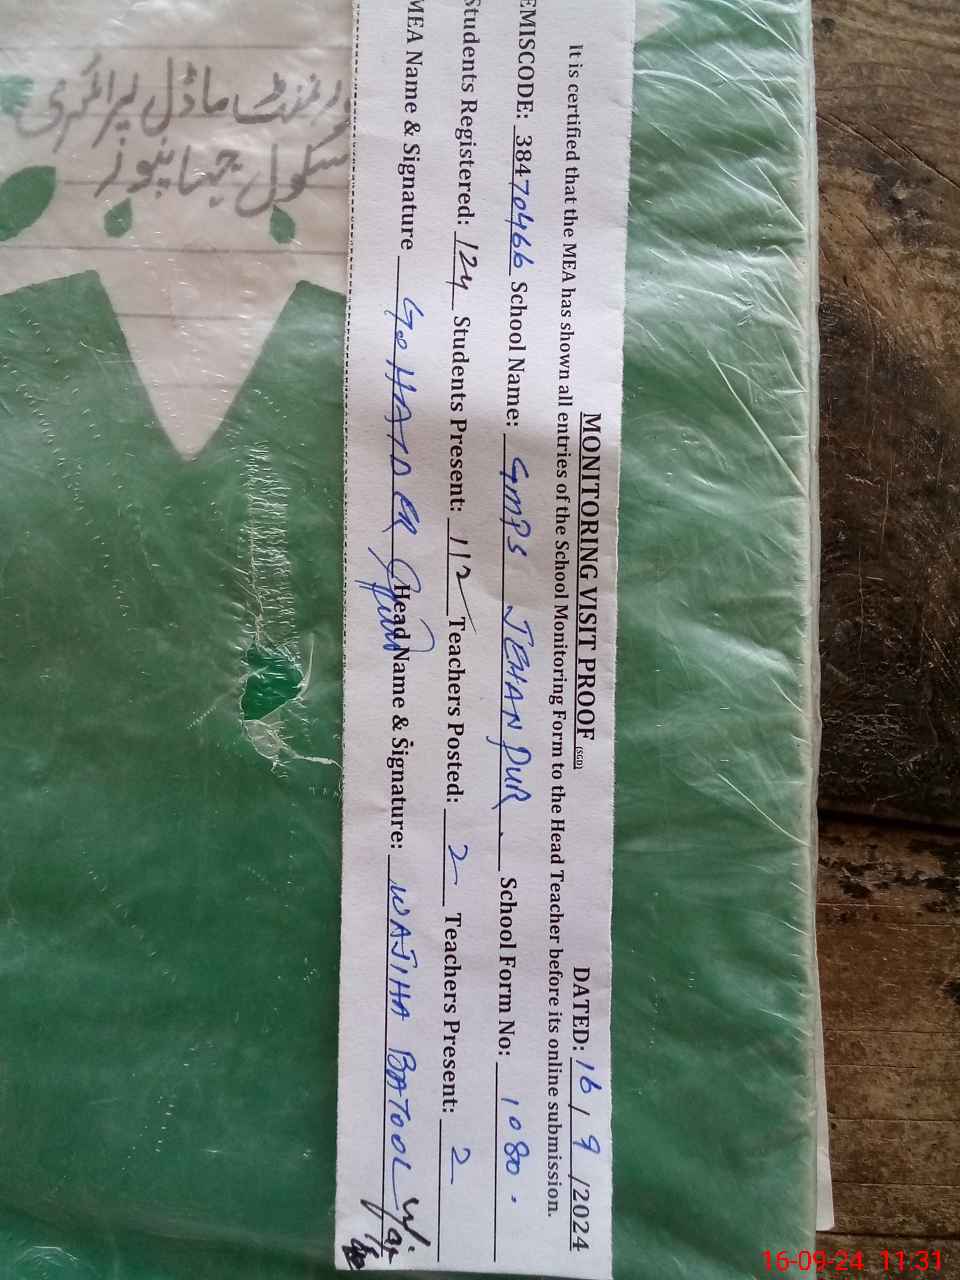 MONITORING VISIT PROOF (SGD) DATED: 16 / 9 /2024
It is certified that the MEA has shown all entries of the School Monitoring Form to the Head Teacher before its online submission.
EMISCODE: 38470466 School Name: GMPS JEHAN PUR. School Form No: 1080.
Students Registered: 124 Students Present: 112 Teachers Posted: 2 Teachers Present: 2
MEA Name & Signature HAIDER Head Name & Signature: WAJIHA BATOOL
ماڈل پرائمری
سکول
16-09-24 11:31